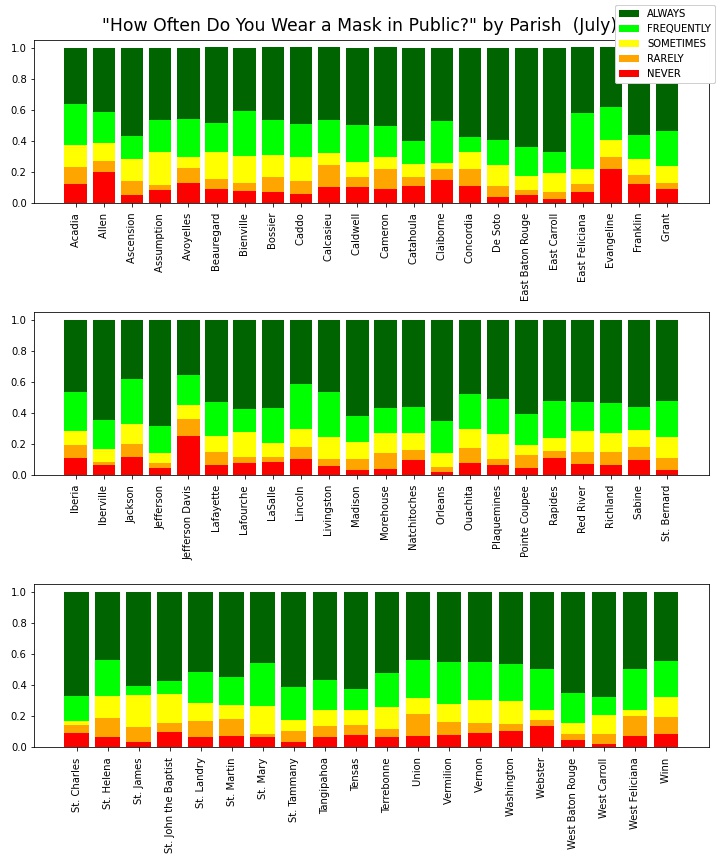 "How Often Do You Wear a Mask in Public?" by Parish  (July)
ALWAYS
FREQUENTLY
SOMETIMES
RARELY
NEVER
1.0
0.8
0.6
0.4
0.2
0.0
Acadia
Allen
Ascension
Assumption
Avoyelles
Beauregard
Bienville
Bossier
Caddo
Calcasieu
Caldwell
Cameron
Catahoula
Claiborne
Concordia
De Soto
East Baton Rouge
East Carroll
East Feliciana
Evangeline
Franklin
Grant
1.0
0.8
0.6
0.4
0.2
0.0
Iberia
Iberville
Jackson
Jefferson
Jefferson Davis
Lafayette
Lafourche
LaSalle
Lincoln
Livingston
Madison
Morehouse
Natchitoches
Orleans
Ouachita
Plaquemines
Pointe Coupee
Rapides
Red River
Richland
Sabine
St. Bernard
1.0
0.8
0.6
0.4
0.2
0.0
St. Charles
St. Helena
St. James
St. John the Baptist
St. Landry
St. Martin
St. Mary
St. Tammany
Tangipahoa
Tensas
Terrebonne
Union
Vermilion
Vernon
Washington
Webster
West Baton Rouge
West Carroll
West Feliciana
Winn